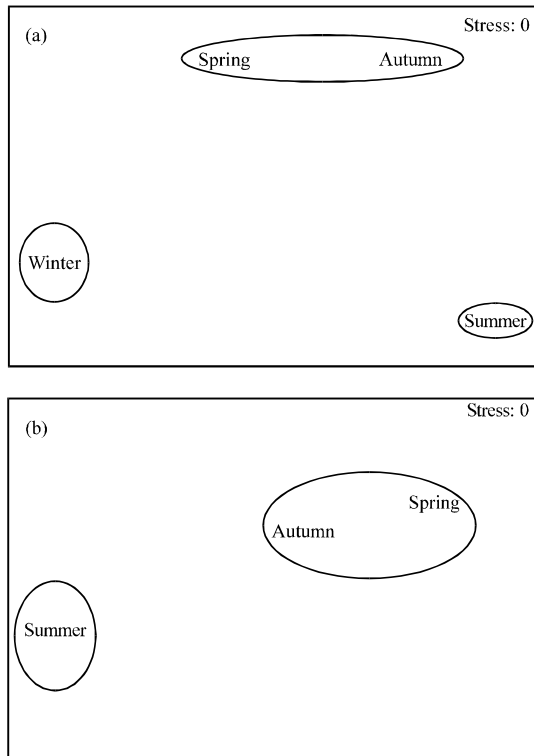 (a)
Stress: 0
Spring Autumn
Winter
Summer
(b)
Stress: 0
Spring
Autumn
Summer